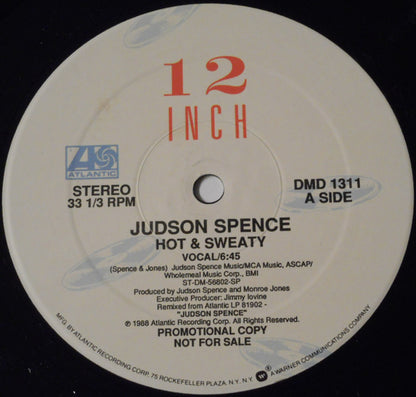 12
INCH
ATLANTIC
STEREO
33 1/3 RPM
DMD 1311
A SIDE
JUDSON SPENCE
HOT & SWEATY
VOCAL/6:45
(Spence & Jones) Judson Spence Music/MCA Music, ASCAP/
Wholemeal Music Corp., BMI
ST-DM-56802-SP
Produced by Judson Spence and Monroe Jones
Executive Producer: Jimmy Iovine
Remixed from Atlantic LP 81902 -
"JUDSON SPENCE"
℗ 1988 Atlantic Recording Corp. All Rights Reserved.
PROMOTIONAL COPY
NOT FOR SALE
MFG. BY ATLANTIC RECORDING CORP. 75 ROCKEFELLER PLAZA, N.Y., N.Y. A WARNER COMMUNICATIONS COMPANY